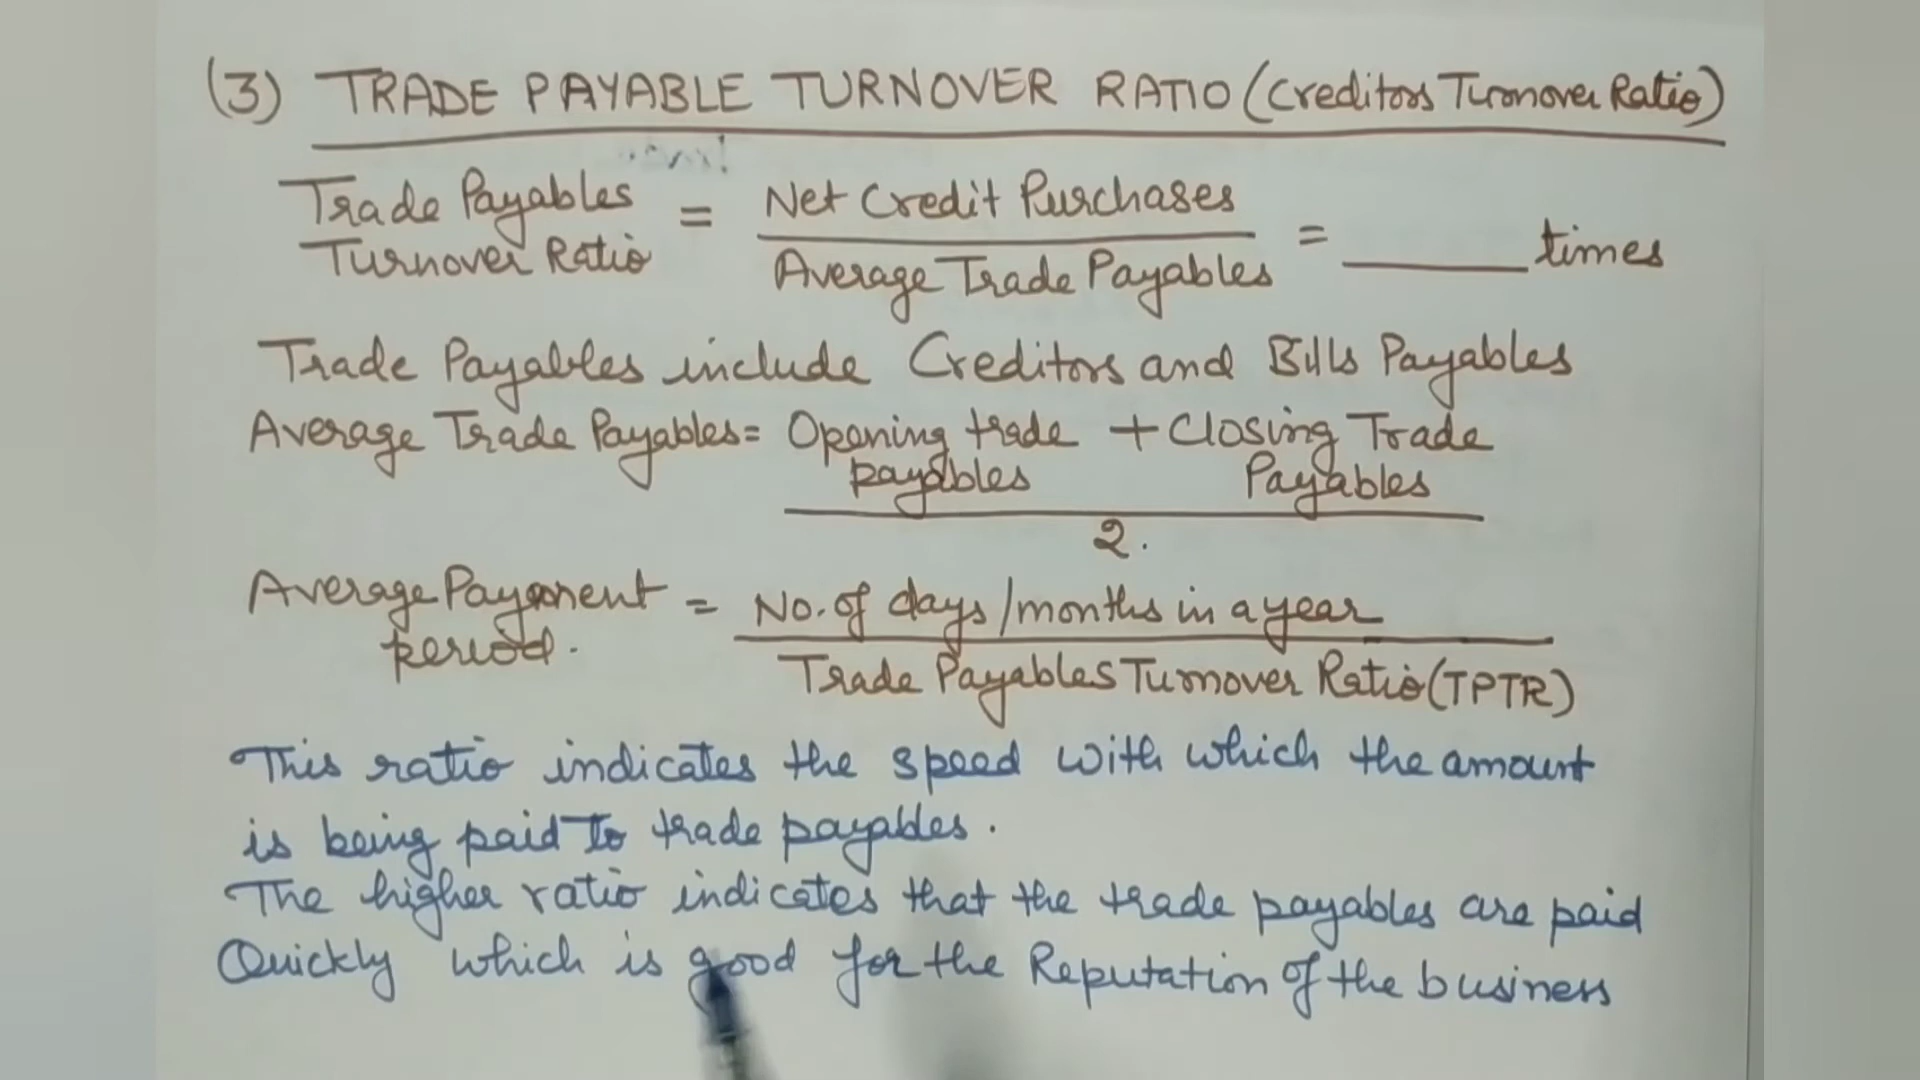 (3) TRADE PAYABLE TURNOVER RATIO (Creditors Turnover Ratio)
Trade Payables Turnover Ratio = Net Credit Purchases / Average Trade Payables = ______ times
Trade Payables include Creditors and Bills Payables
Average Trade Payables = Opening trade payables + Closing Trade Payables / 2.
Average Payment period. = No. of days/months in a year / Trade Payables Turnover Ratio (TPTR)
This ratio indicates the speed with which the amount
is being paid to trade payables.
The higher ratio indicates that the trade payables are paid
Quickly which is good for the Reputation of the business